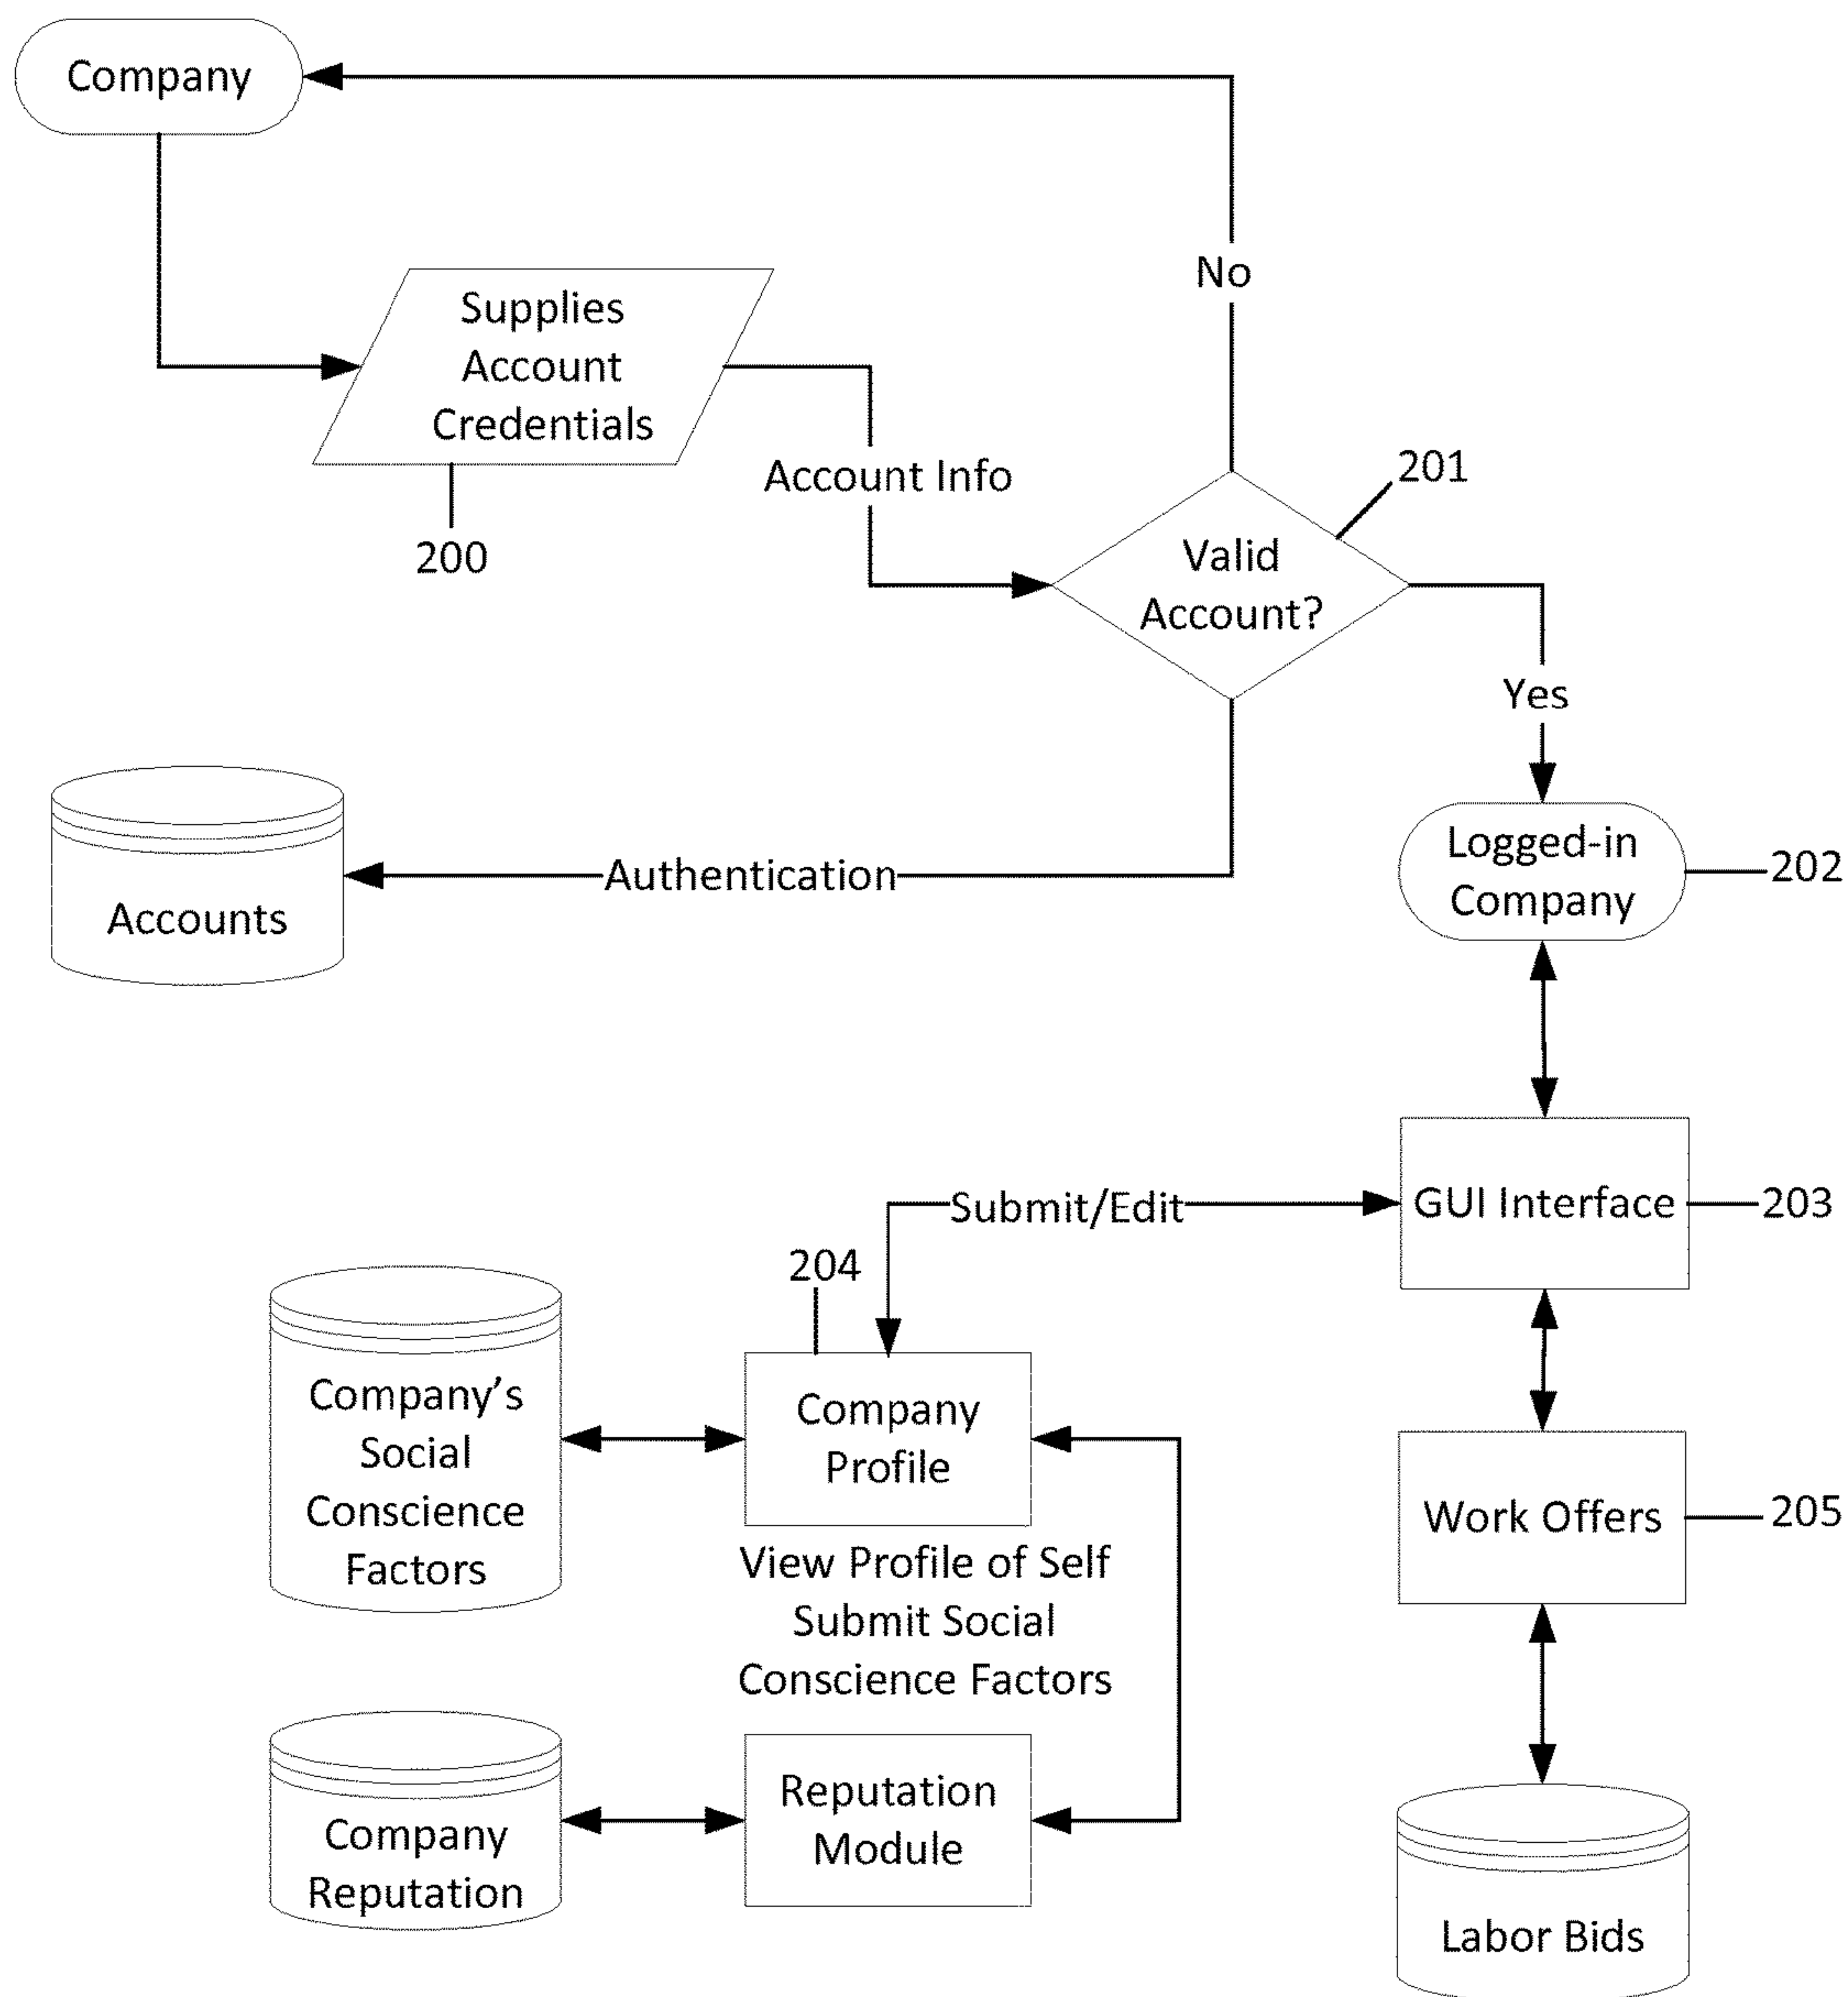 Company
No
Supplies
Account
Credentials
200
Account Info
201
Valid
Account?
Yes
Accounts
Authentication
Logged-in
Company
202
Submit/Edit
GUI Interface
203
204
Company's
Social
Conscience
Factors
Company
Profile
View Profile of Self
Submit Social
Conscience Factors
Work Offers
205
Company
Reputation
Reputation
Module
Labor Bids